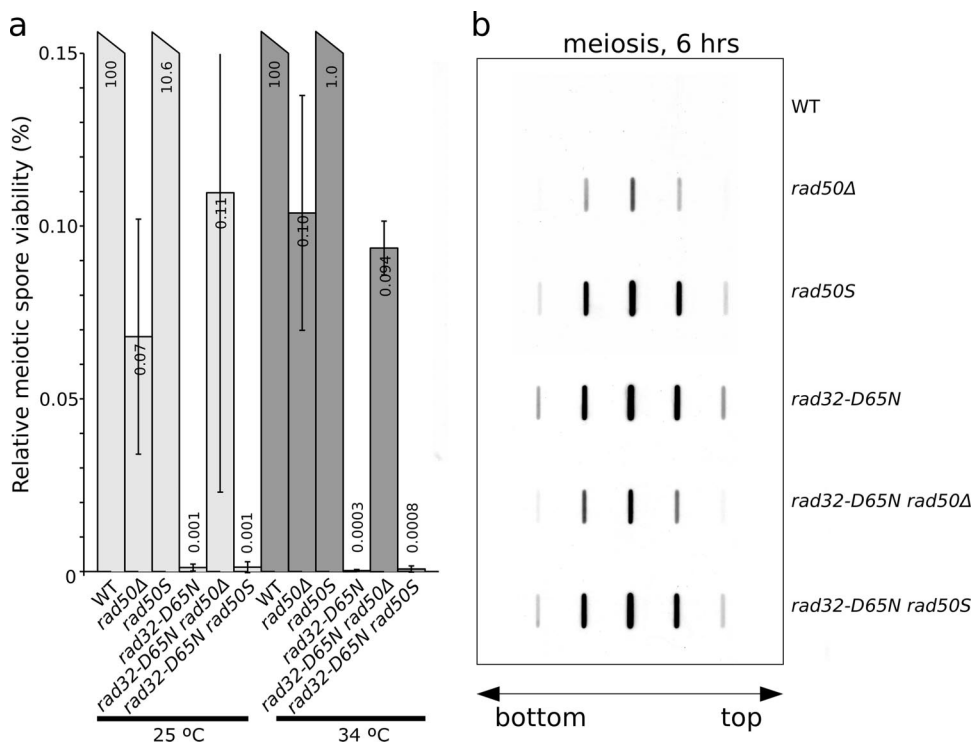 a
Relative meiotic spore viability (%)
0.15
0.10
0.05
0
100
0.07
10.6
0.001
0.11
0.001
100
0.10
1.0
0.0003
0.094
0.0008
WT
rad50Δ
rad50S
rad32-D65N
rad32-D65N rad50Δ
rad32-D65N rad50S
WT
rad50Δ
rad50S
rad32-D65N
rad32-D65N rad50Δ
rad32-D65N rad50S
25 ºC
34 ºC
b
meiosis, 6 hrs
WT
rad50Δ
rad50S
rad32-D65N
rad32-D65N rad50Δ
rad32-D65N rad50S
bottom
top